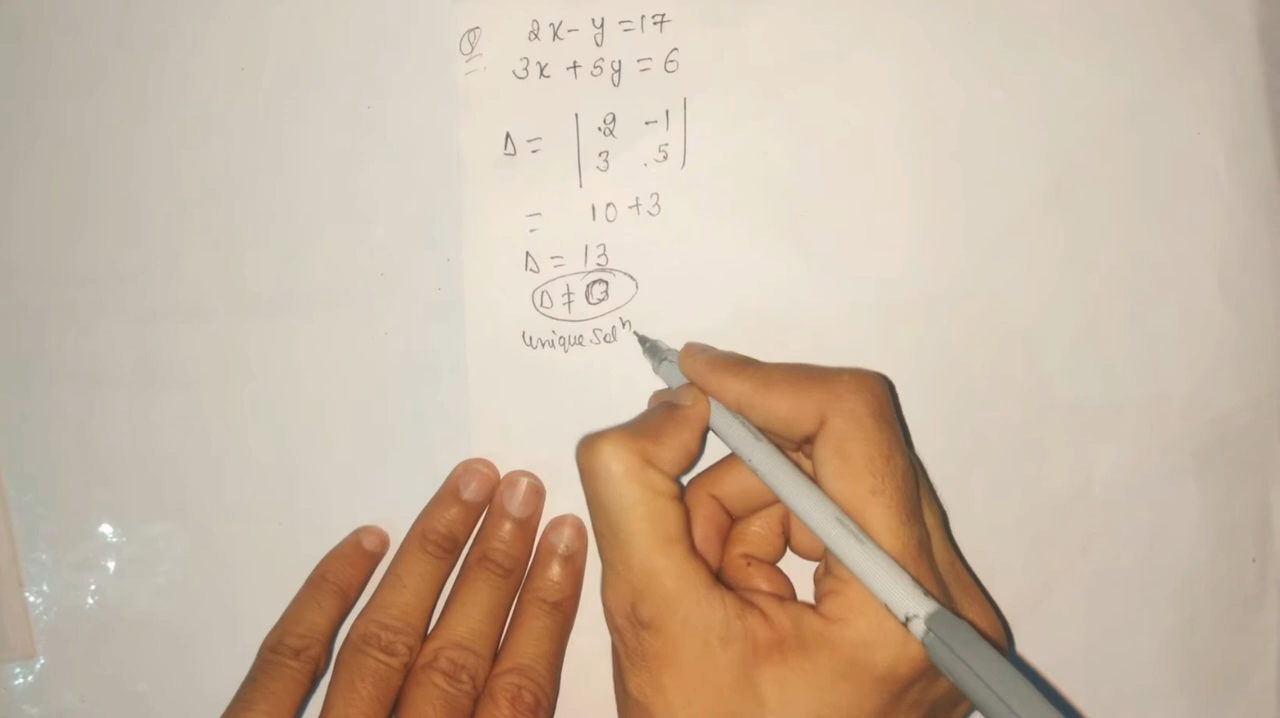 Q 2x - y = 17
3x + 5y = 6
Δ = | 2 -1 |
| 3 5 |
= 10 + 3
Δ = 13
Δ ≠ 0
Unique Solⁿ